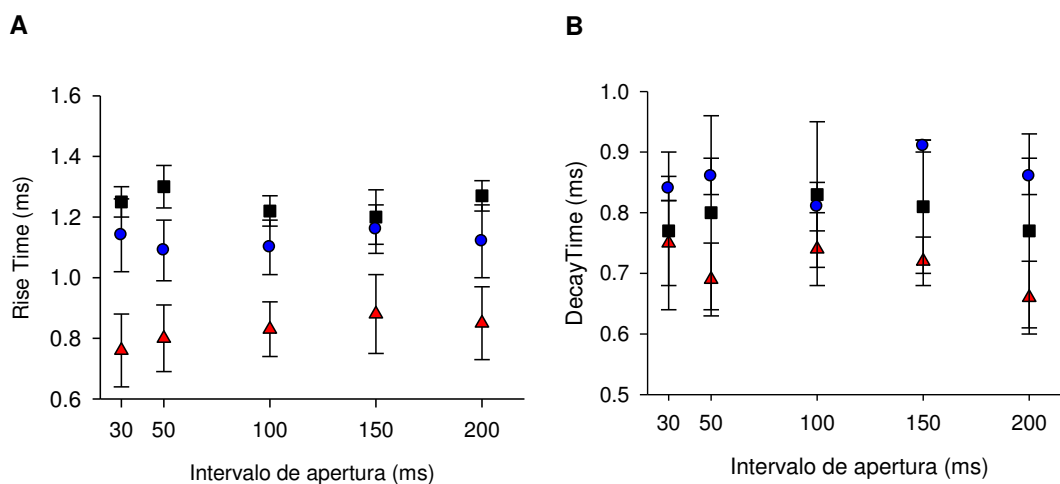 A
B
1.6
1.4
1.2
1.0
0.8
0.6
Rise Time (ms)
30 50 100 150 200
Intervalo de apertura (ms)
1.0
0.9
0.8
0.7
0.6
0.5
DecayTime (ms)
30 50 100 150 200
Intervalo de apertura (ms)